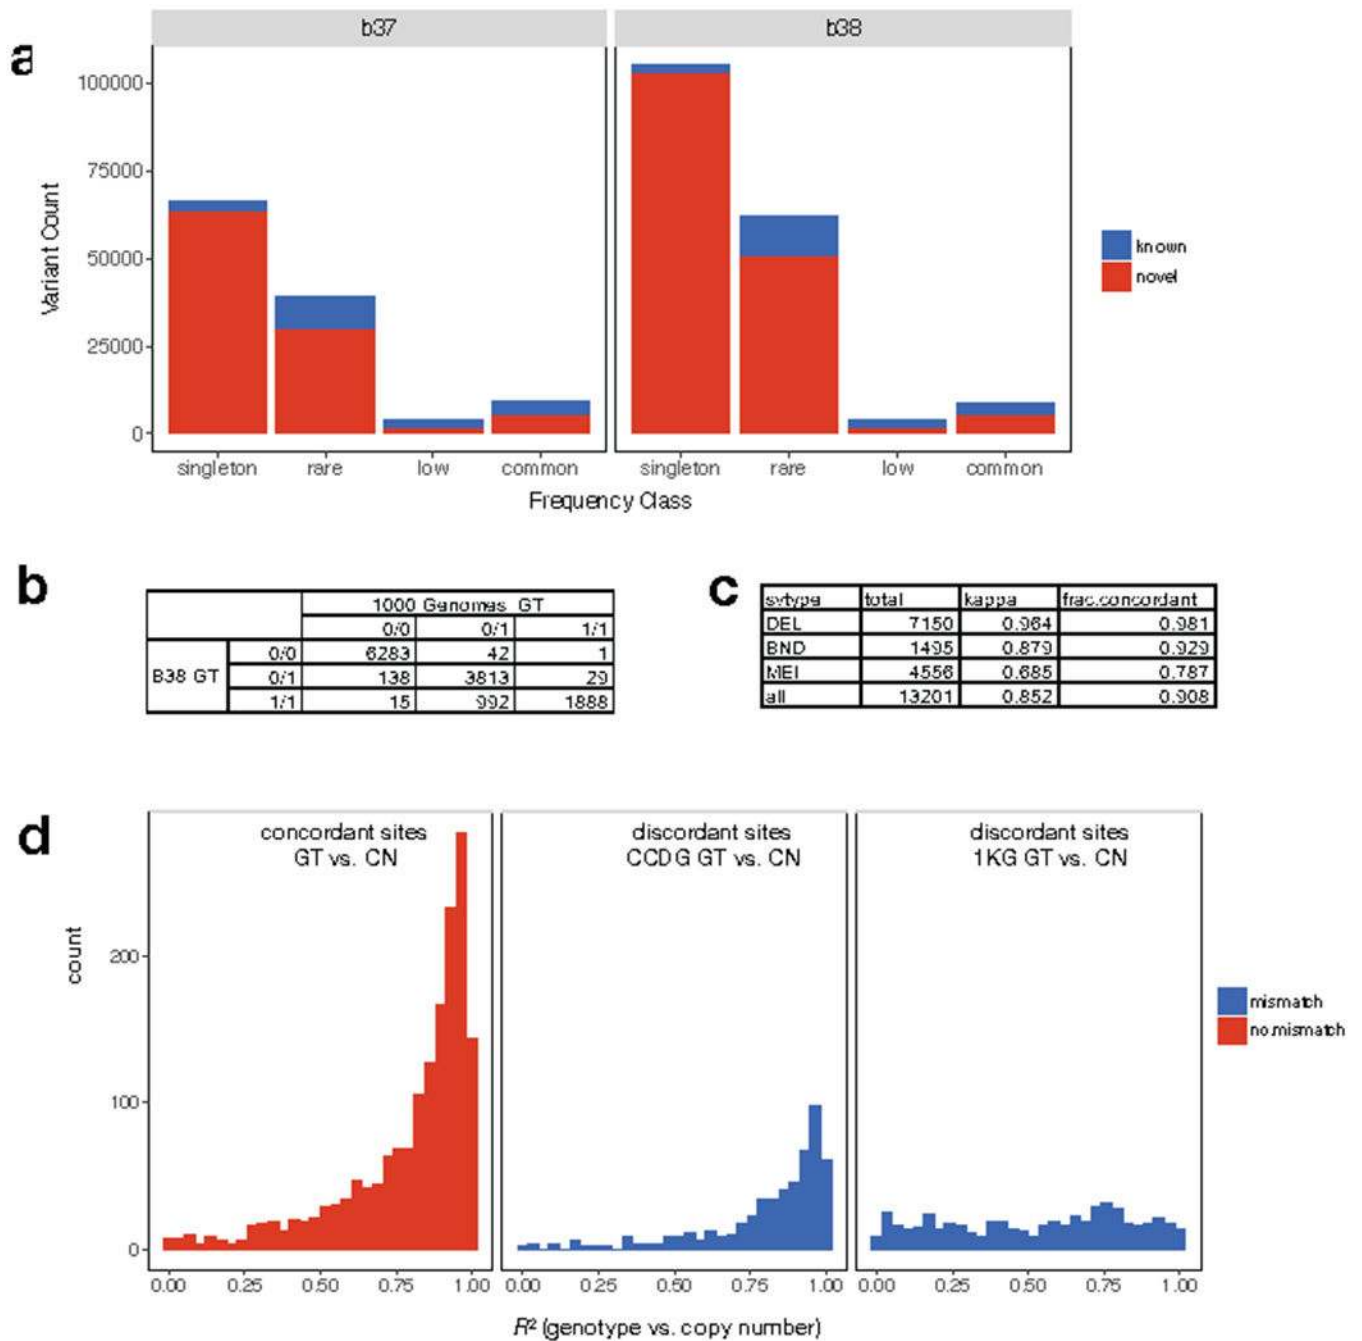 a
b37
b38
100000
75000
50000
25000
0
Variant Count
singleton
rare
low
common
singleton
rare
low
common
Frequency Class
known
novel
b
1000 Genomes GT
0/0 0/1 1/1
B38 GT
0/0 6283 42 1
0/1 138 3813 29
1/1 15 992 1888
c
svtype total kappa frac.concordant
DEL 7150 0.964 0.981
BND 1495 0.879 0.929
MEI 4556 0.685 0.787
all 13201 0.852 0.908
d
concordant sites
GT vs. CN
discordant sites
CCDG GT vs. CN
discordant sites
1KG GT vs. CN
count
200
100
0
0.00 0.25 0.50 0.75 1.00
0.00 0.25 0.50 0.75 1.00
0.00 0.25 0.50 0.75 1.00
R² (genotype vs. copy number)
mismatch
no.mismatch